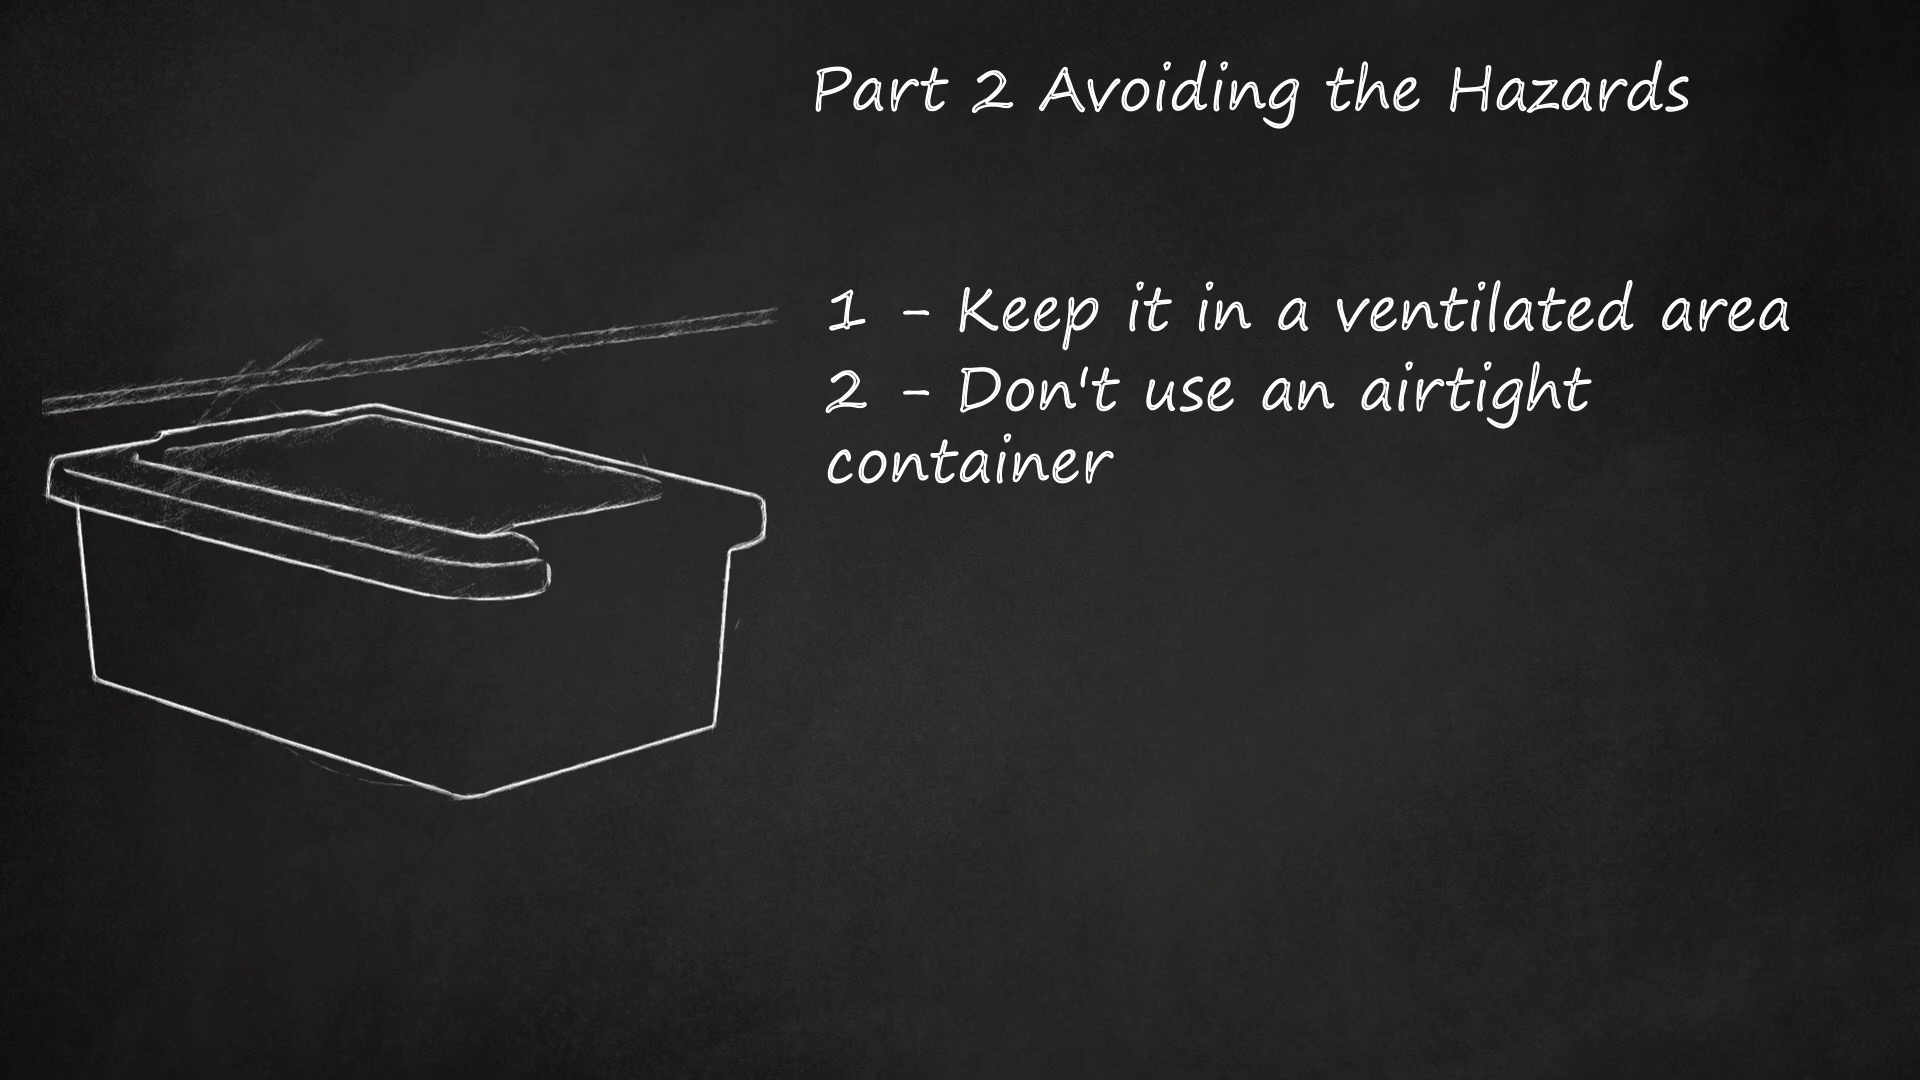 Part 2 Avoiding the Hazards
1 - Keep it in a ventilated area
2 - Don't use an airtight
container